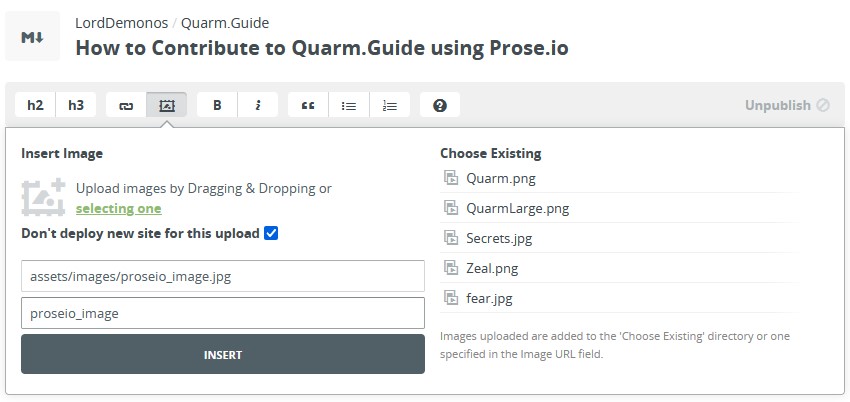 M↓
LordDemonos / Quarm.Guide
How to Contribute to Quarm.Guide using Prose.io
h2 h3 B i “ ? Unpublish
Insert Image
Upload images by Dragging & Dropping or
selecting one
Don't deploy new site for this upload
assets/images/proseio_image.jpg
proseio_image
INSERT
Choose Existing
Quarm.png
QuarmLarge.png
Secrets.jpg
Zeal.png
fear.jpg
Images uploaded are added to the 'Choose Existing' directory or one
specified in the Image URL field.